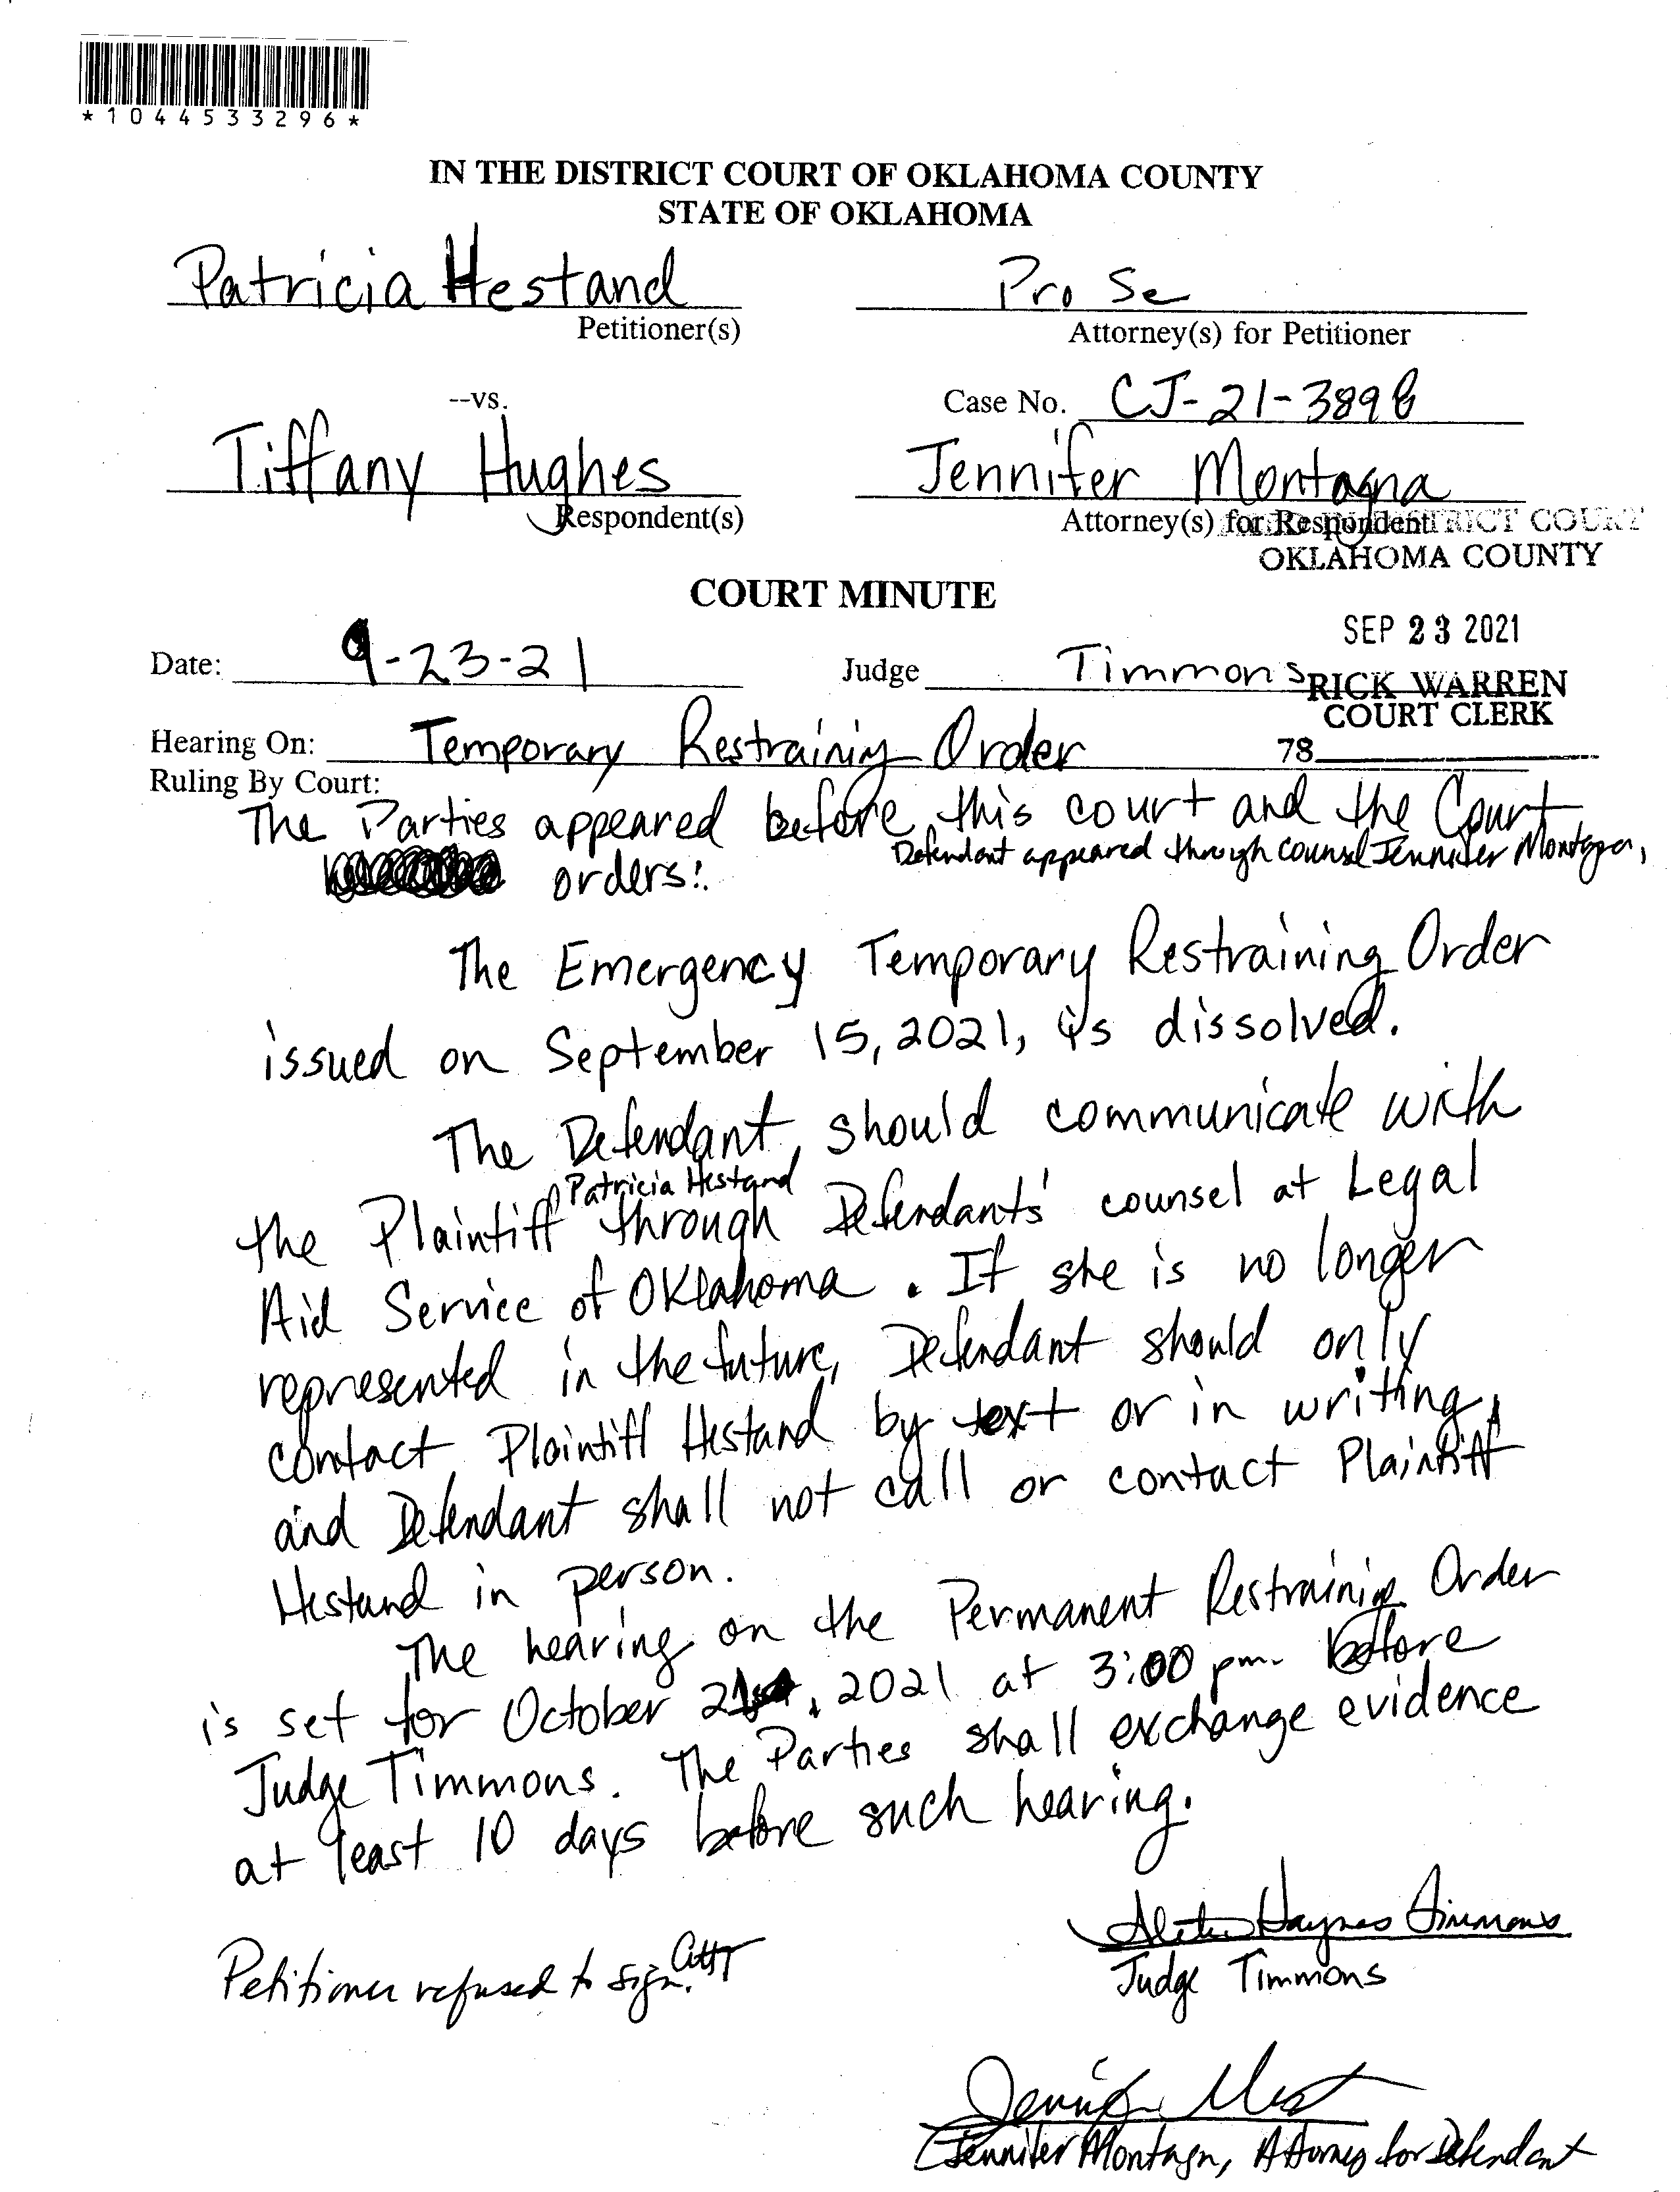 *1044533296*
IN THE DISTRICT COURT OF OKLAHOMA COUNTY
STATE OF OKLAHOMA
Patricia Hestand
Pro Se
Petitioner(s)
Attorney(s) for Petitioner
--vs.
Case No. CJ-21-3898
Tiffany Hughes
Jennifer Montagna
Respondent(s)
Attorney(s) for Respondent
DISTRICT COURT
OKLAHOMA COUNTY
COURT MINUTE
SEP 23 2021
Date: 9-23-21
Judge Timmons
RICK WARREN
COURT CLERK
Hearing On: Temporary Restraining Order
78
Ruling By Court:
The Parties appeared before this court and the Court
Defendant appeared through counsel Jennifer Montagna,
orders:
The Emergency Temporary Restraining Order
issued on September 15, 2021, is dissolved.
The Defendant should communicate with
Patricia Hestand
the Plaintiff through Defendants' counsel at Legal
Aid Service of Oklahoma. If she is no longer
represented in the future, Defendant should only
contact Plaintiff Hestand by text or in writing,
and Defendant shall not call or contact Plaintiff
Hestand in person.
The hearing on the Permanent Restraining Order
is set for October 21st, 2021 at 3:00 pm. before
Judge Timmons. The Parties shall exchange evidence
at least 10 days before such hearing.
Haynes Timmons
Petitioner refused to sign.
Judge Timmons
Jennifer Montagna, Attorney for Defendant